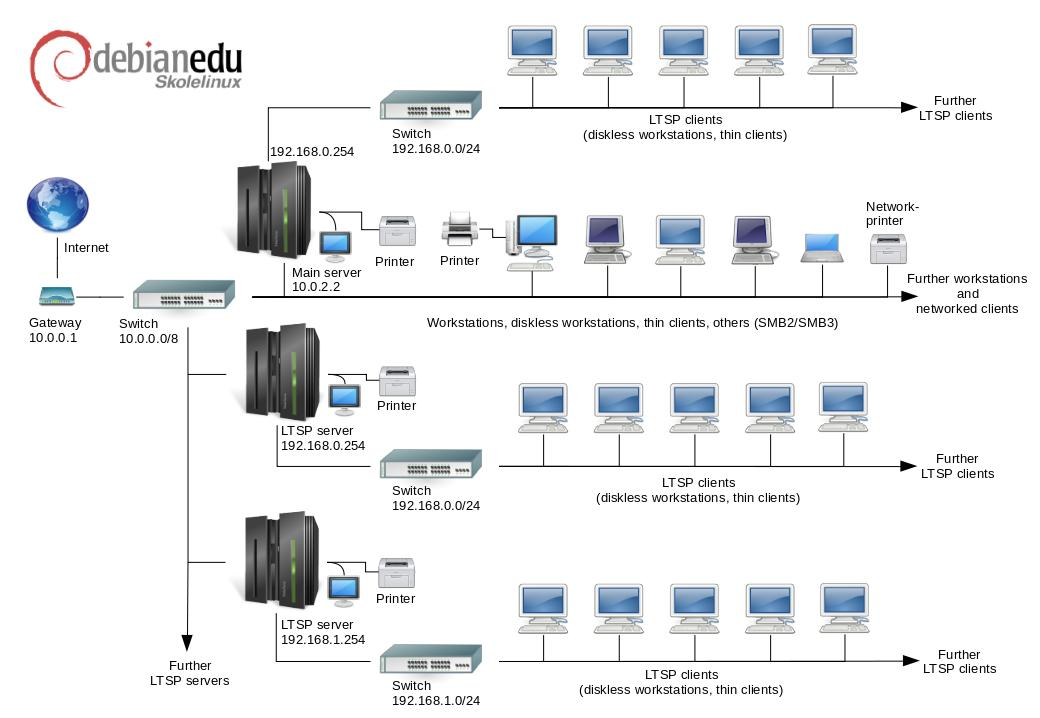 debianedu
Skolelinux
Further
LTSP clients
LTSP clients
(diskless workstations, thin clients)
Switch
192.168.0.0/24
192.168.0.254
Network-
printer
Internet
Printer
Printer
Main server
10.0.2.2
Further workstations
and
networked clients
Gateway
10.0.0.1
Switch
10.0.0.0/8
Workstations, diskless workstations, thin clients, others (SMB2/SMB3)
Printer
LTSP server
192.168.0.254
Further
LTSP clients
LTSP clients
(diskless workstations, thin clients)
Switch
192.168.0.0/24
Printer
LTSP server
192.168.1.254
Further
LTSP servers
Further
LTSP clients
LTSP clients
(diskless workstations, thin clients)
Switch
192.168.1.0/24